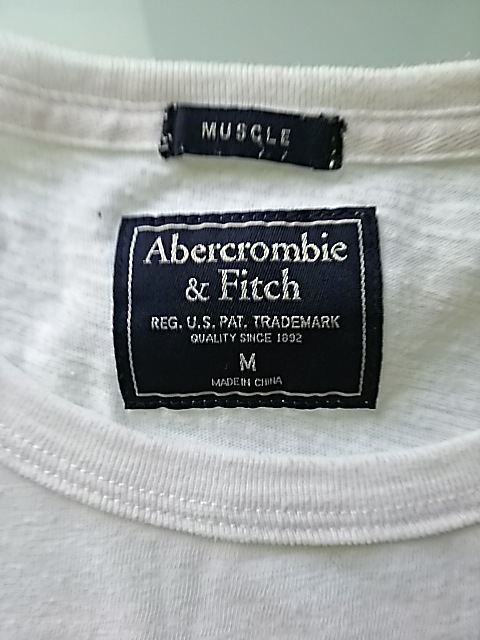 MUSCLE
Abercrombie
& Fitch
REG. U.S. PAT. TRADEMARK
QUALITY SINCE 1892
M
MADE IN CHINA